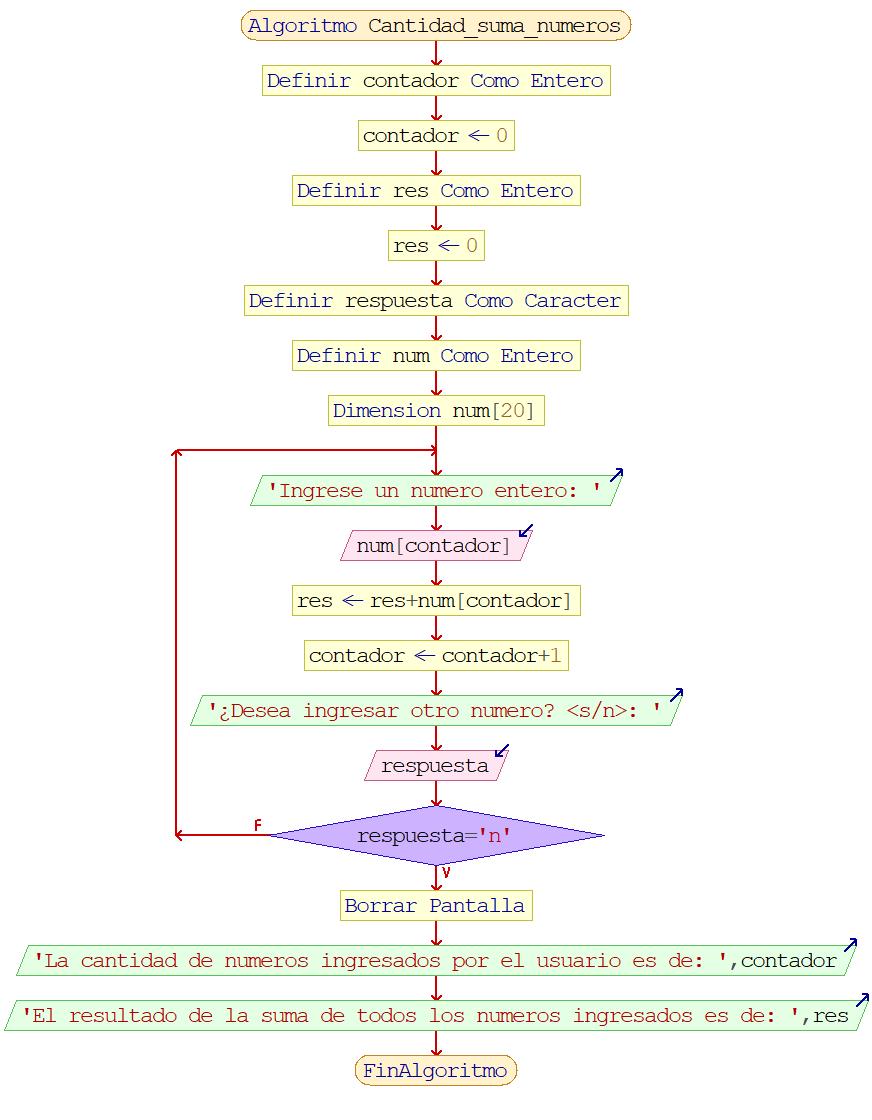 Algoritmo Cantidad_suma_numeros
Definir contador Como Entero
contador ← 0
Definir res Como Entero
res ← 0
Definir respuesta Como Caracter
Definir num Como Entero
Dimension num[20]
'Ingrese un numero entero: '
num[contador]
res ← res+num[contador]
contador ← contador+1
'¿Desea ingresar otro numero? <s/n>: '
respuesta
F
respuesta='n'
V
Borrar Pantalla
'La cantidad de numeros ingresados por el usuario es de: ',contador
'El resultado de la suma de todos los numeros ingresados es de: ',res
FinAlgoritmo